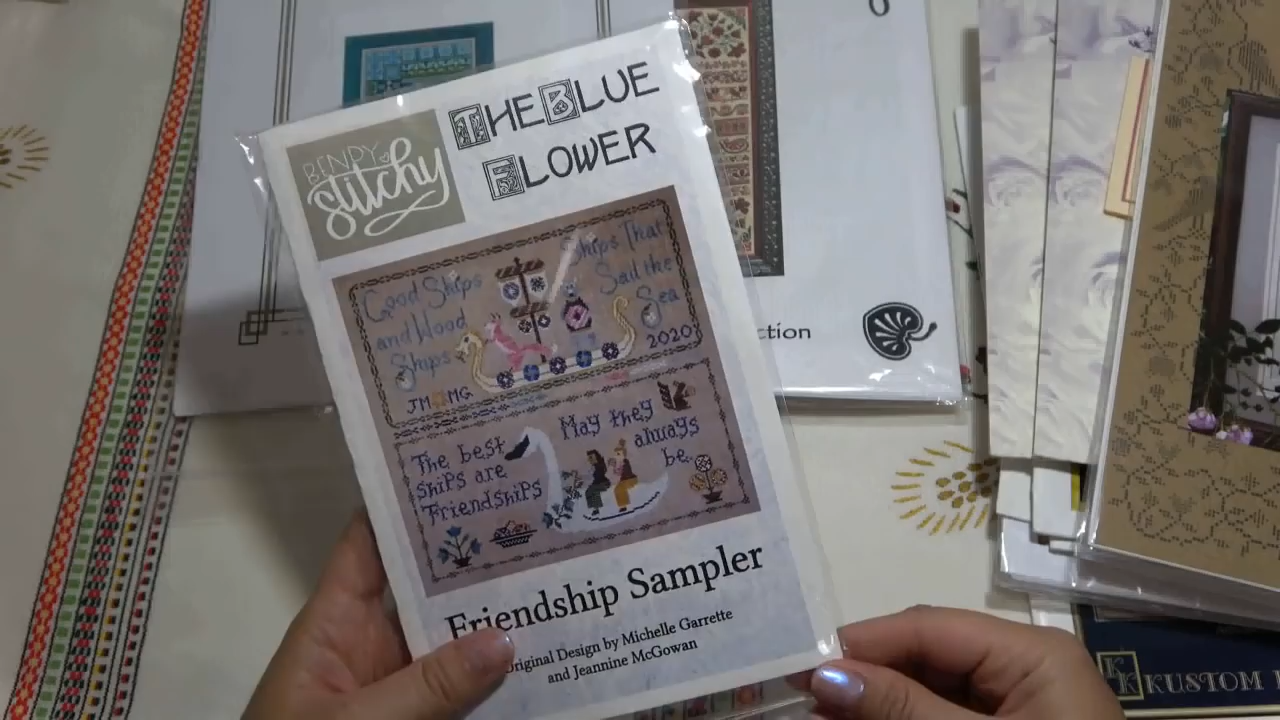 BENDY
Stitchy
THE BLUE
FLOWER
Good Ships
and Wood
Ships
Ships That
Sail the
Sea
2020
JM MG
The best
ships are
Friendships
May they
always
be.
Friendship Sampler
Original Design by Michelle Garrette
and Jeannine McGowan
ction
KK KUSTOM